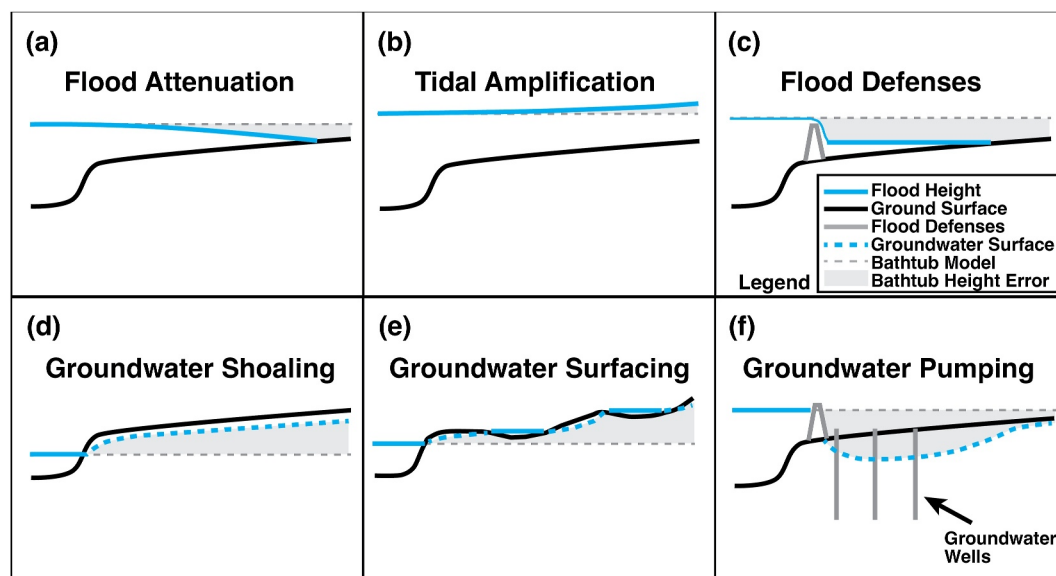 (a)
Flood Attenuation
(b)
Tidal Amplification
(c)
Flood Defenses
Flood Height
Ground Surface
Flood Defenses
Groundwater Surface
Bathtub Model
Legend
Bathtub Height Error
(d)
Groundwater Shoaling
(e)
Groundwater Surfacing
(f)
Groundwater Pumping
Groundwater
Wells